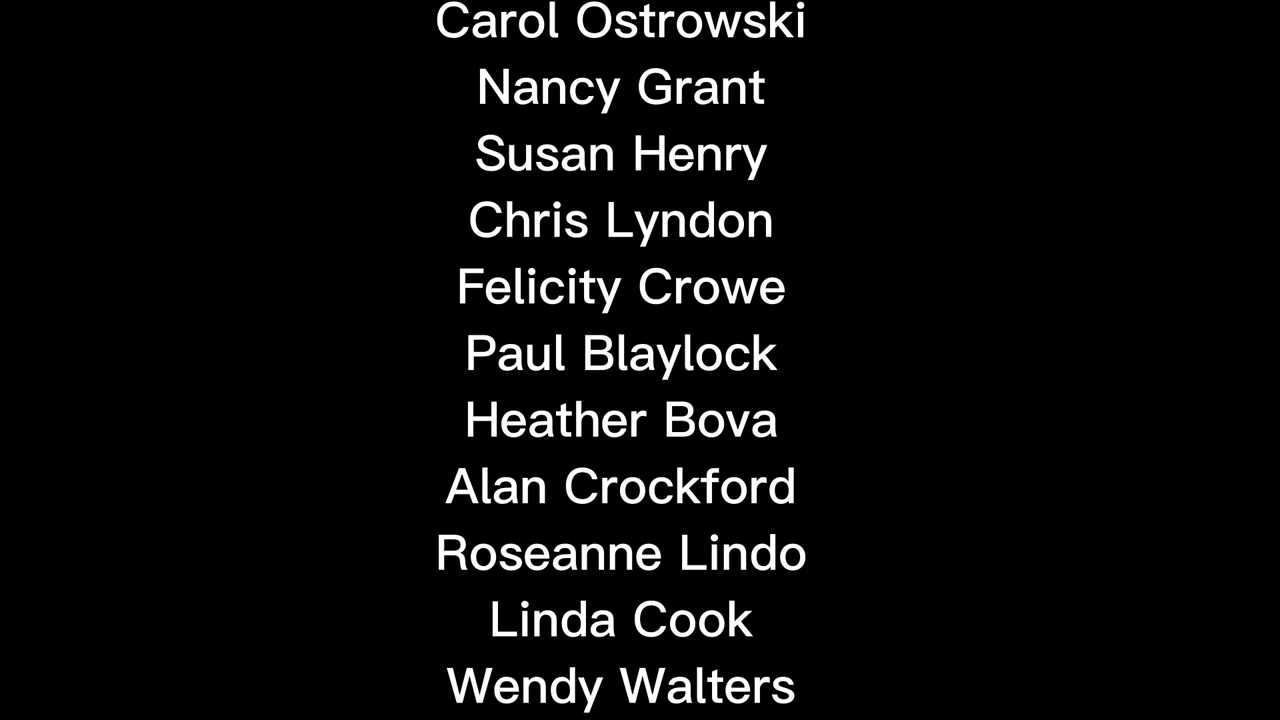 Carol Ostrowski
Nancy Grant
Susan Henry
Chris Lyndon
Felicity Crowe
Paul Blaylock
Heather Bova
Alan Crockford
Roseanne Lindo
Linda Cook
Wendy Walters